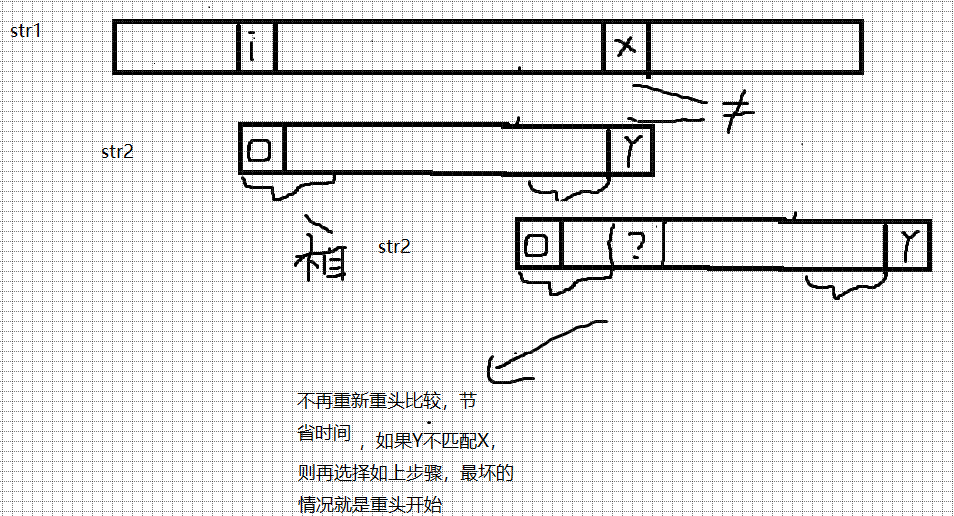 str1
i
X
≠
str2
0
Y
相
str2
0
?
Y
不再重新重头比较，节
省时间，如果Y不匹配X，
则再选择如上步骤，最坏的
情况就是重头开始